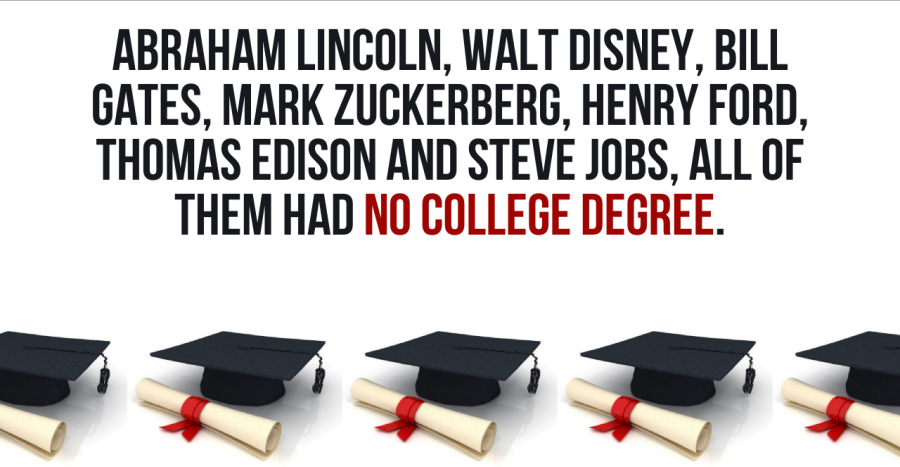 ABRAHAM LINCOLN, WALT DISNEY, BILL
GATES, MARK ZUCKERBERG, HENRY FORD,
THOMAS EDISON AND STEVE JOBS, ALL OF
THEM HAD NO COLLEGE DEGREE.